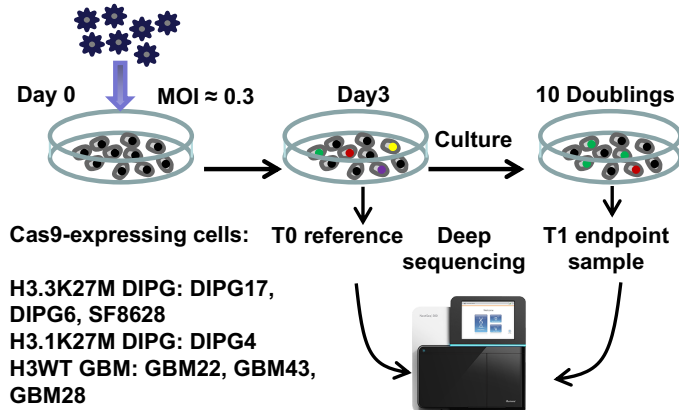 Day 0
MOI ≈ 0.3
Day3
10 Doublings
Culture
Cas9-expressing cells:
T0 reference
Deep
sequencing
T1 endpoint
sample
H3.3K27M DIPG: DIPG17,
DIPG6, SF8628
H3.1K27M DIPG: DIPG4
H3WT GBM: GBM22, GBM43,
GBM28